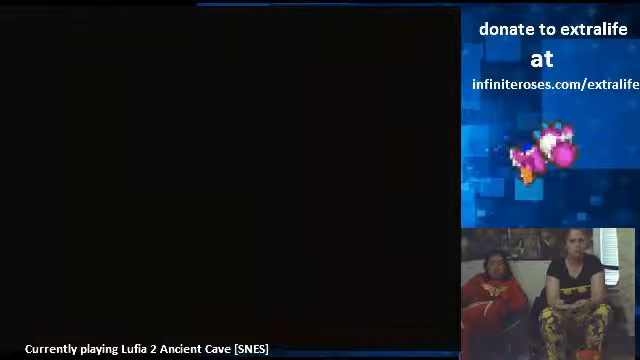 donate to extralife
at
infiniteroses.com/extralife
Currently playing Lufia 2 Ancient Cave [SNES]